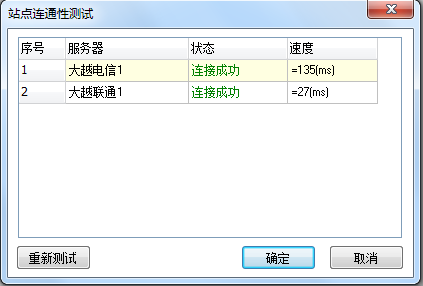 站点连通性测试
序号 服务器 状态 速度
1 大越电信1 连接成功 =135(ms)
2 大越联通1 连接成功 =27(ms)
重新测试 确定 取消